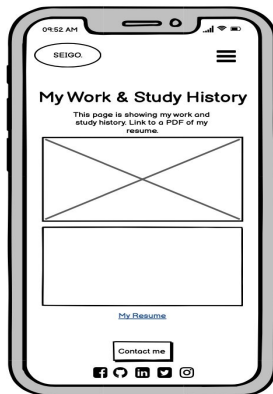 09:52 AM
SEIGO.
My Work & Study History
This page is showing my work and
study history. Link to a PDF of my
resume.
My Resume
Contact me